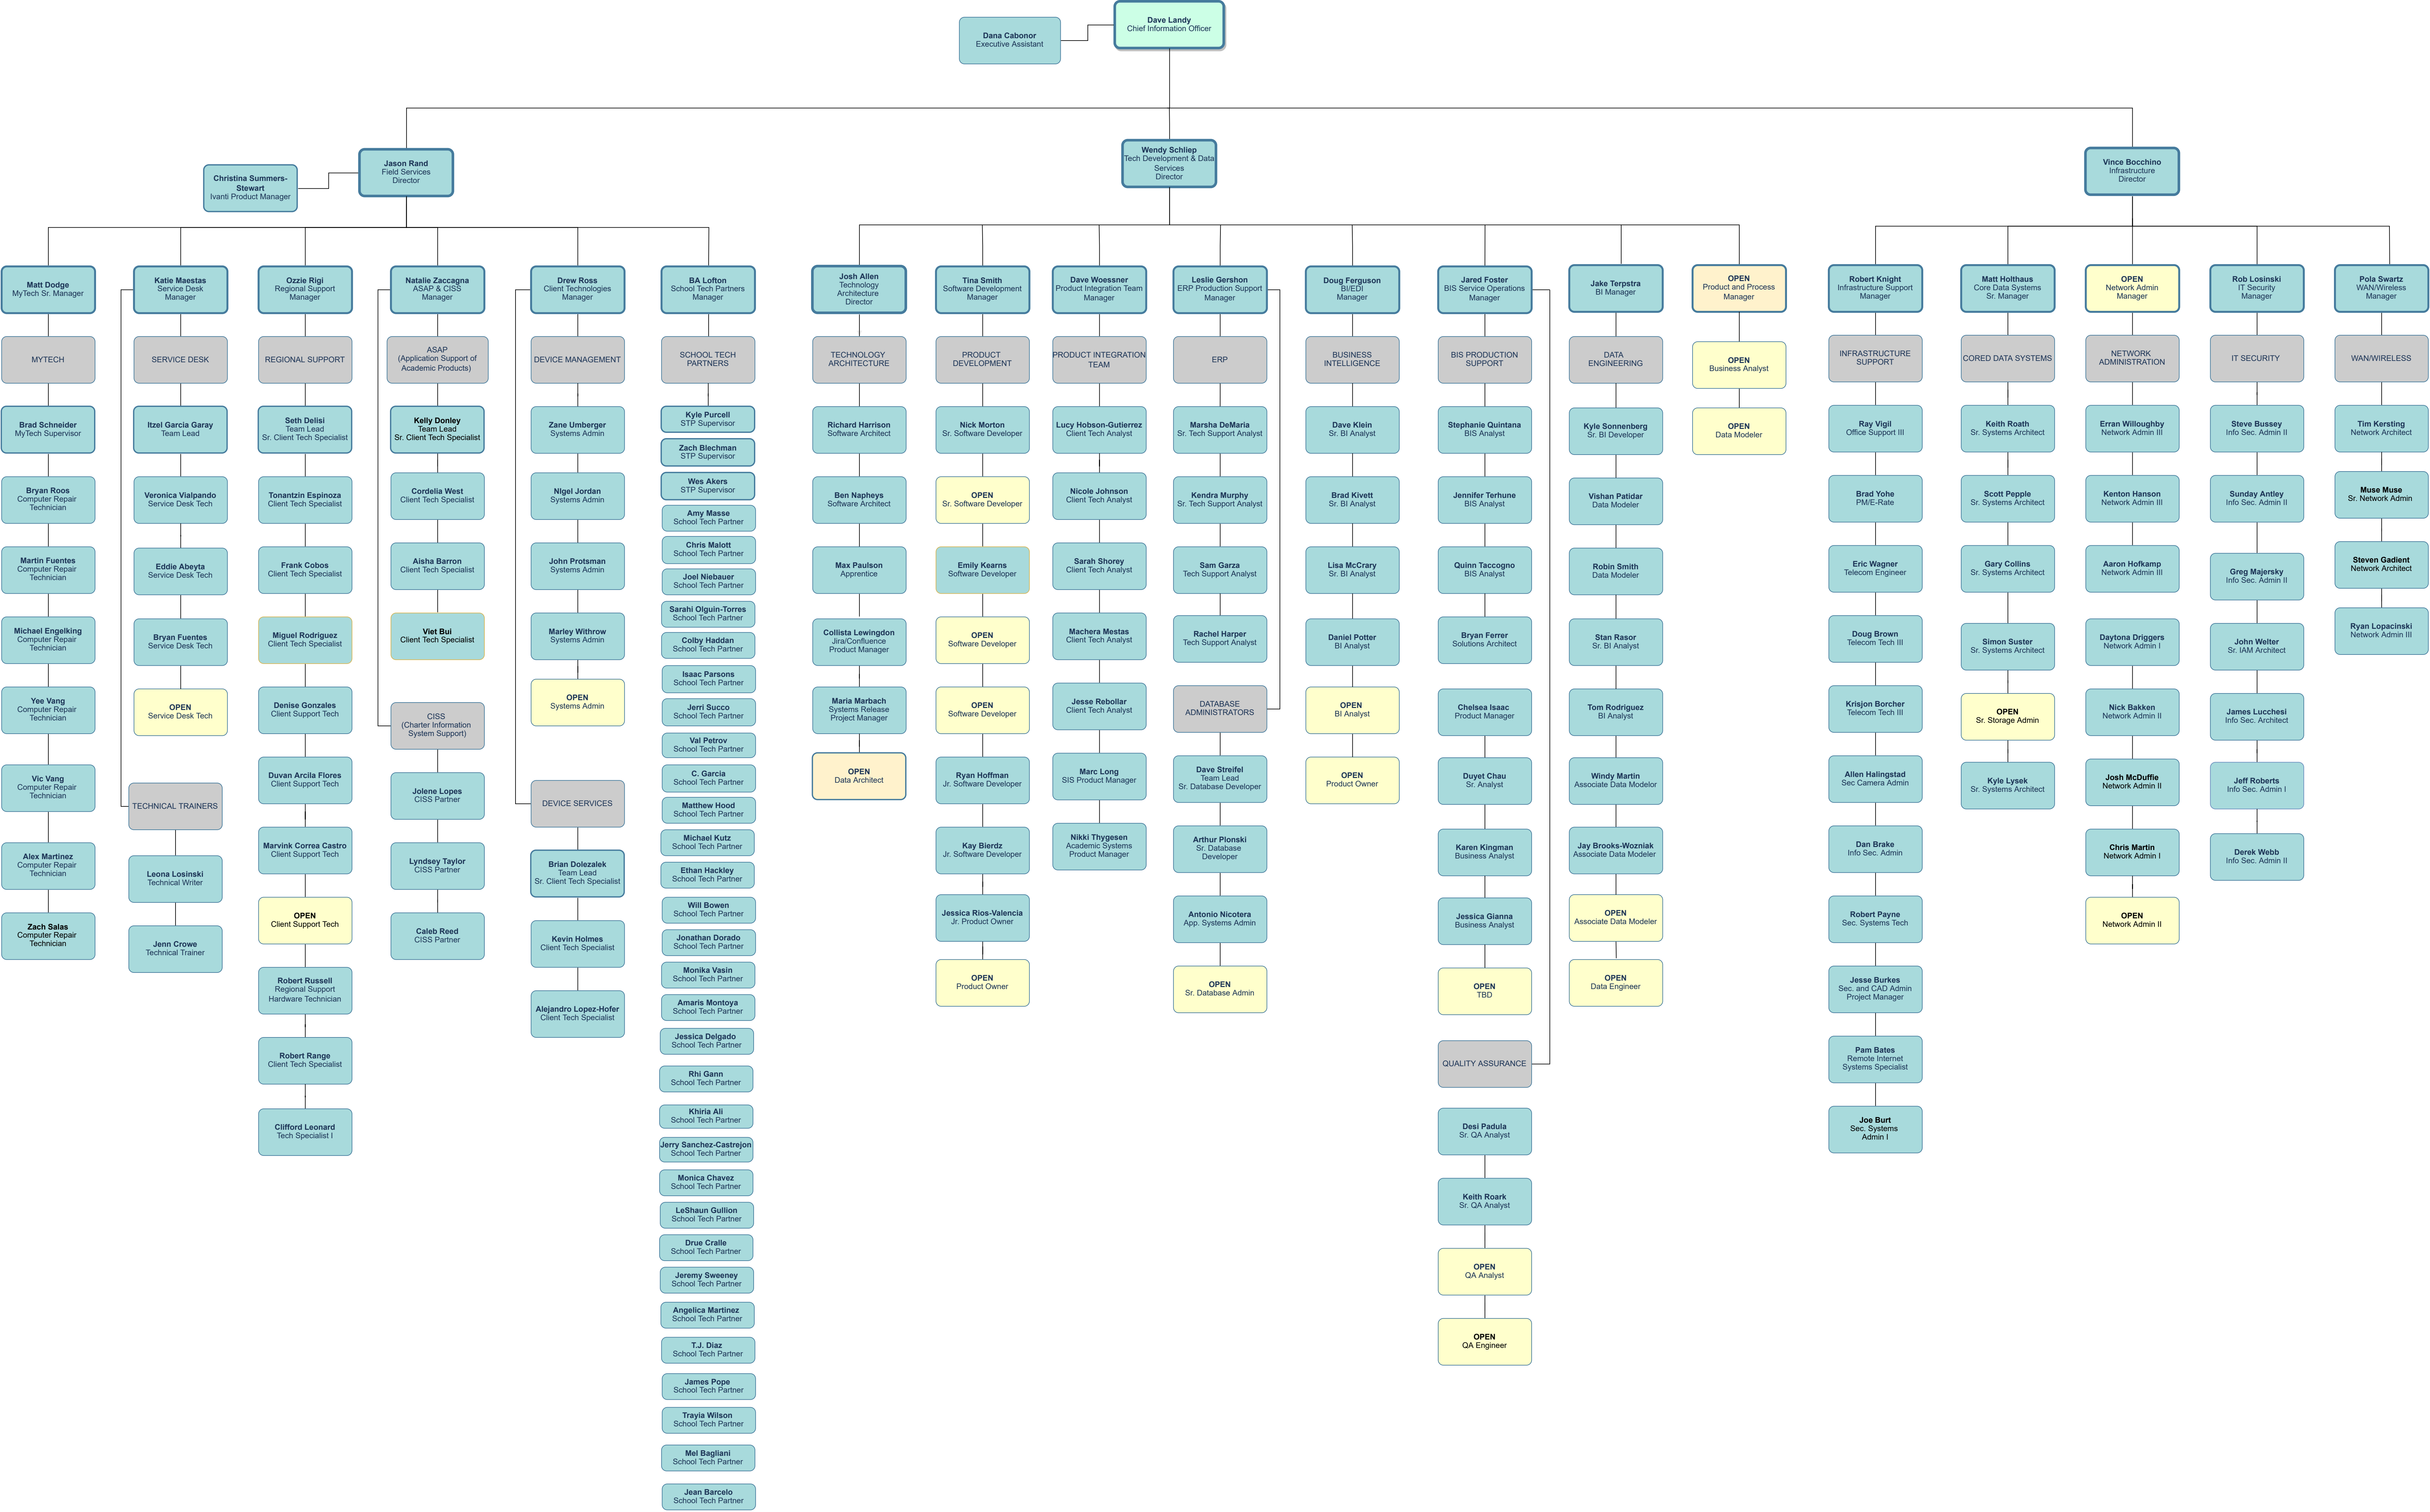 Dave Landy
Chief Information Officer
Dana Cabonor
Executive Assistant
Jason Rand
Field Services
Director
Christina Summers-
Stewart
Ivanti Product Manager
Wendy Schliep
Tech Development & Data
Services
Director
Vince Bocchino
Infrastructure
Director
Matt Dodge
MyTech Sr. Manager
MYTECH
Brad Schneider
MyTech Supervisor
Bryan Roos
Computer Repair
Technician
Martin Fuentes
Computer Repair
Technician
Michael Engelking
Computer Repair
Technician
Yee Vang
Computer Repair
Technician
Vic Vang
Computer Repair
Technician
Alex Martinez
Computer Repair
Technician
Zach Salas
Computer Repair
Technician
Katie Maestas
Service Desk
Manager
SERVICE DESK
Itzel Garcia Garay
Team Lead
Veronica Vialpando
Service Desk Tech
Eddie Abeyta
Service Desk Tech
Bryan Fuentes
Service Desk Tech
OPEN
Service Desk Tech
TECHNICAL TRAINERS
Leona Losinski
Technical Writer
Jenn Crowe
Technical Trainer
Ozzie Rigi
Regional Support
Manager
REGIONAL SUPPORT
Seth Delisi
Team Lead
Sr. Client Tech Specialist
Tonantzin Espinoza
Client Tech Specialist
Frank Cobos
Client Tech Specialist
Miguel Rodriguez
Client Tech Specialist
Denise Gonzales
Client Support Tech
Duvan Arcila Flores
Client Support Tech
Marvink Correa Castro
Client Support Tech
OPEN
Client Support Tech
Robert Russell
Regional Support
Hardware Technician
Robert Range
Client Tech Specialist
Clifford Leonard
Tech Specialist I
Natalie Zaccagna
ASAP & CISS
Manager
ASAP
(Application Support of
Academic Products)
Kelly Donley
Team Lead
Sr. Client Tech Specialist
Cordelia West
Client Tech Specialist
Aisha Barron
Client Tech Specialist
Viet Bui
Client Tech Specialist
CISS
(Charter Information
System Support)
Jolene Lopes
CISS Partner
Lyndsey Taylor
CISS Partner
Caleb Reed
CISS Partner
Drew Ross
Client Technologies
Manager
DEVICE MANAGEMENT
Zane Umberger
Systems Admin
NIgel Jordan
Systems Admin
John Protsman
Systems Admin
Marley Withrow
Systems Admin
OPEN
Systems Admin
DEVICE SERVICES
Brian Dolezalek
Team Lead
Sr. Client Tech Specialist
Kevin Holmes
Client Tech Specialist
Alejandro Lopez-Hofer
Client Tech Specialist
BA Lofton
School Tech Partners
Manager
SCHOOL TECH
PARTNERS
Kyle Purcell
STP Supervisor
Zach Blechman
STP Supervisor
Wes Akers
STP Supervisor
Amy Masse
School Tech Partner
Chris Malott
School Tech Partner
Joel Niebauer
School Tech Partner
Sarahi Olguin-Torres
School Tech Partner
Colby Haddan
School Tech Partner
Isaac Parsons
School Tech Partner
Jerri Succo
School Tech Partner
Val Petrov
School Tech Partner
C. Garcia
School Tech Partner
Matthew Hood
School Tech Partner
Michael Kutz
School Tech Partner
Ethan Hackley
School Tech Partner
Will Bowen
School Tech Partner
Jonathan Dorado
School Tech Partner
Monika Vasin
School Tech Partner
Amaris Montoya
School Tech Partner
Jessica Delgado
School Tech Partner
Rhi Gann
School Tech Partner
Khiria Ali
School Tech Partner
Jerry Sanchez-Castrejon
School Tech Partner
Monica Chavez
School Tech Partner
LeShaun Gullion
School Tech Partner
Drue Cralle
School Tech Partner
Jeremy Sweeney
School Tech Partner
Angelica Martinez
School Tech Partner
T.J. Diaz
School Tech Partner
James Pope
School Tech Partner
Trayia Wilson
School Tech Partner
Mel Bagliani
School Tech Partner
Jean Barcelo
School Tech Partner
Josh Allen
Technology
Architecture
Director
TECHNOLOGY
ARCHITECTURE
Richard Harrison
Software Architect
Ben Napheys
Software Architect
Max Paulson
Apprentice
Collista Lewingdon
Jira/Confluence
Product Manager
Maria Marbach
Systems Release
Project Manager
OPEN
Data Architect
Tina Smith
Software Development
Manager
PRODUCT
DEVELOPMENT
Nick Morton
Sr. Software Developer
OPEN
Sr. Software Developer
Emily Kearns
Software Developer
OPEN
Software Developer
OPEN
Software Developer
Ryan Hoffman
Jr. Software Developer
Kay Bierdz
Jr. Software Developer
Jessica Rios-Valencia
Jr. Product Owner
OPEN
Product Owner
Dave Woessner
Product Integration Team
Manager
PRODUCT INTEGRATION
TEAM
Lucy Hobson-Gutierrez
Client Tech Analyst
Nicole Johnson
Client Tech Analyst
Sarah Shorey
Client Tech Analyst
Machera Mestas
Client Tech Analyst
Jesse Rebollar
Client Tech Analyst
Marc Long
SIS Product Manager
Nikki Thygesen
Academic Systems
Product Manager
Leslie Gershon
ERP Production Support
Manager
ERP
Marsha DeMaria
Sr. Tech Support Analyst
Kendra Murphy
Sr. Tech Support Analyst
Sam Garza
Tech Support Analyst
Rachel Harper
Tech Support Analyst
DATABASE
ADMINISTRATORS
Dave Streifel
Team Lead
Sr. Database Developer
Arthur Plonski
Sr. Database
Developer
Antonio Nicotera
App. Systems Admin
OPEN
Sr. Database Admin
Doug Ferguson
BI/EDI
Manager
BUSINESS
INTELLIGENCE
Dave Klein
Sr. BI Analyst
Brad Kivett
Sr. BI Analyst
Lisa McCrary
Sr. BI Analyst
Daniel Potter
BI Analyst
OPEN
BI Analyst
OPEN
Product Owner
Jared Foster
BIS Service Operations
Manager
BIS PRODUCTION
SUPPORT
Stephanie Quintana
BIS Analyst
Jennifer Terhune
BIS Analyst
Quinn Taccogno
BIS Analyst
Bryan Ferrer
Solutions Architect
Chelsea Isaac
Product Manager
Duyet Chau
Sr. Analyst
Karen Kingman
Business Analyst
Jessica Gianna
Business Analyst
OPEN
TBD
QUALITY ASSURANCE
Desi Padula
Sr. QA Analyst
Keith Roark
Sr. QA Analyst
OPEN
QA Analyst
OPEN
QA Engineer
Jake Terpstra
BI Manager
DATA
ENGINEERING
Kyle Sonnenberg
Sr. BI Developer
Vishan Patidar
Data Modeler
Robin Smith
Data Modeler
Stan Rasor
Sr. BI Analyst
Tom Rodriguez
BI Analyst
Windy Martin
Associate Data Modelor
Jay Brooks-Wozniak
Associate Data Modeler
OPEN
Associate Data Modeler
OPEN
Data Engineer
OPEN
Product and Process
Manager
OPEN
Business Analyst
OPEN
Data Modeler
Robert Knight
Infrastructure Support
Manager
INFRASTRUCTURE
SUPPORT
Ray Vigil
Office Support III
Brad Yohe
PM/E-Rate
Eric Wagner
Telecom Engineer
Doug Brown
Telecom Tech III
Krisjon Borcher
Telecom Tech III
Allen Halingstad
Sec Camera Admin
Dan Brake
Info Sec. Admin
Robert Payne
Sec. Systems Tech
Jesse Burkes
Sec. and CAD Admin
Project Manager
Pam Bates
Remote Internet
Systems Specialist
Joe Burt
Sec. Systems
Admin I
Matt Holthaus
Core Data Systems
Sr. Manager
CORED DATA SYSTEMS
Keith Roath
Sr. Systems Architect
Scott Pepple
Sr. Systems Architect
Gary Collins
Sr. Systems Architect
Simon Suster
Sr. Systems Architect
OPEN
Sr. Storage Admin
Kyle Lysek
Sr. Systems Architect
OPEN
Network Admin
Manager
NETWORK
ADMINISTRATION
Erran Willoughby
Network Admin III
Kenton Hanson
Network Admin III
Aaron Hofkamp
Network Admin III
Daytona Driggers
Network Admin I
Nick Bakken
Network Admin II
Josh McDuffie
Network Admin II
Chris Martin
Network Admin I
OPEN
Network Admin II
Rob Losinski
IT Security
Manager
IT SECURITY
Steve Bussey
Info Sec. Admin II
Sunday Antley
Info Sec. Admin II
Greg Majersky
Info Sec. Admin II
John Welter
Sr. IAM Architect
James Lucchesi
Info Sec. Architect
Jeff Roberts
Info Sec. Admin I
Derek Webb
Info Sec. Admin II
Pola Swartz
WAN/Wireless
Manager
WAN/WIRELESS
Tim Kersting
Network Architect
Muse Muse
Sr. Network Admin
Steven Gadient
Network Architect
Ryan Lopacinski
Network Admin III